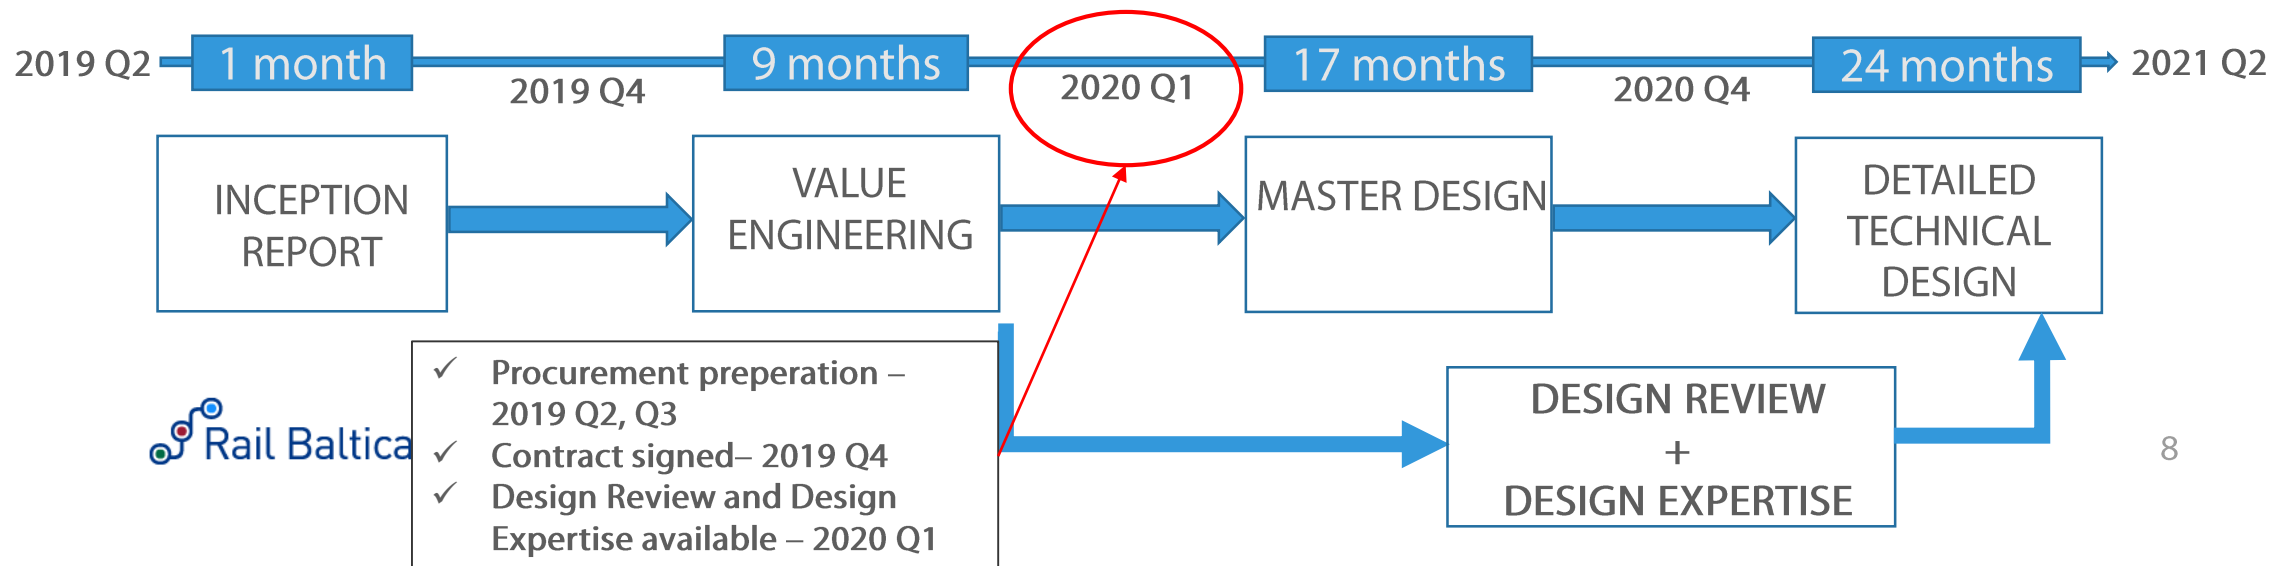 2019 Q2
1 month
2019 Q4
9 months
2020 Q1
17 months
2020 Q4
24 months
2021 Q2
INCEPTION
REPORT
VALUE
ENGINEERING
MASTER DESIGN
DETAILED
TECHNICAL
DESIGN
✓ Procurement preperation –
2019 Q2, Q3
✓ Contract signed– 2019 Q4
✓ Design Review and Design
Expertise available – 2020 Q1
DESIGN REVIEW
+
DESIGN EXPERTISE
Rail Baltica
8